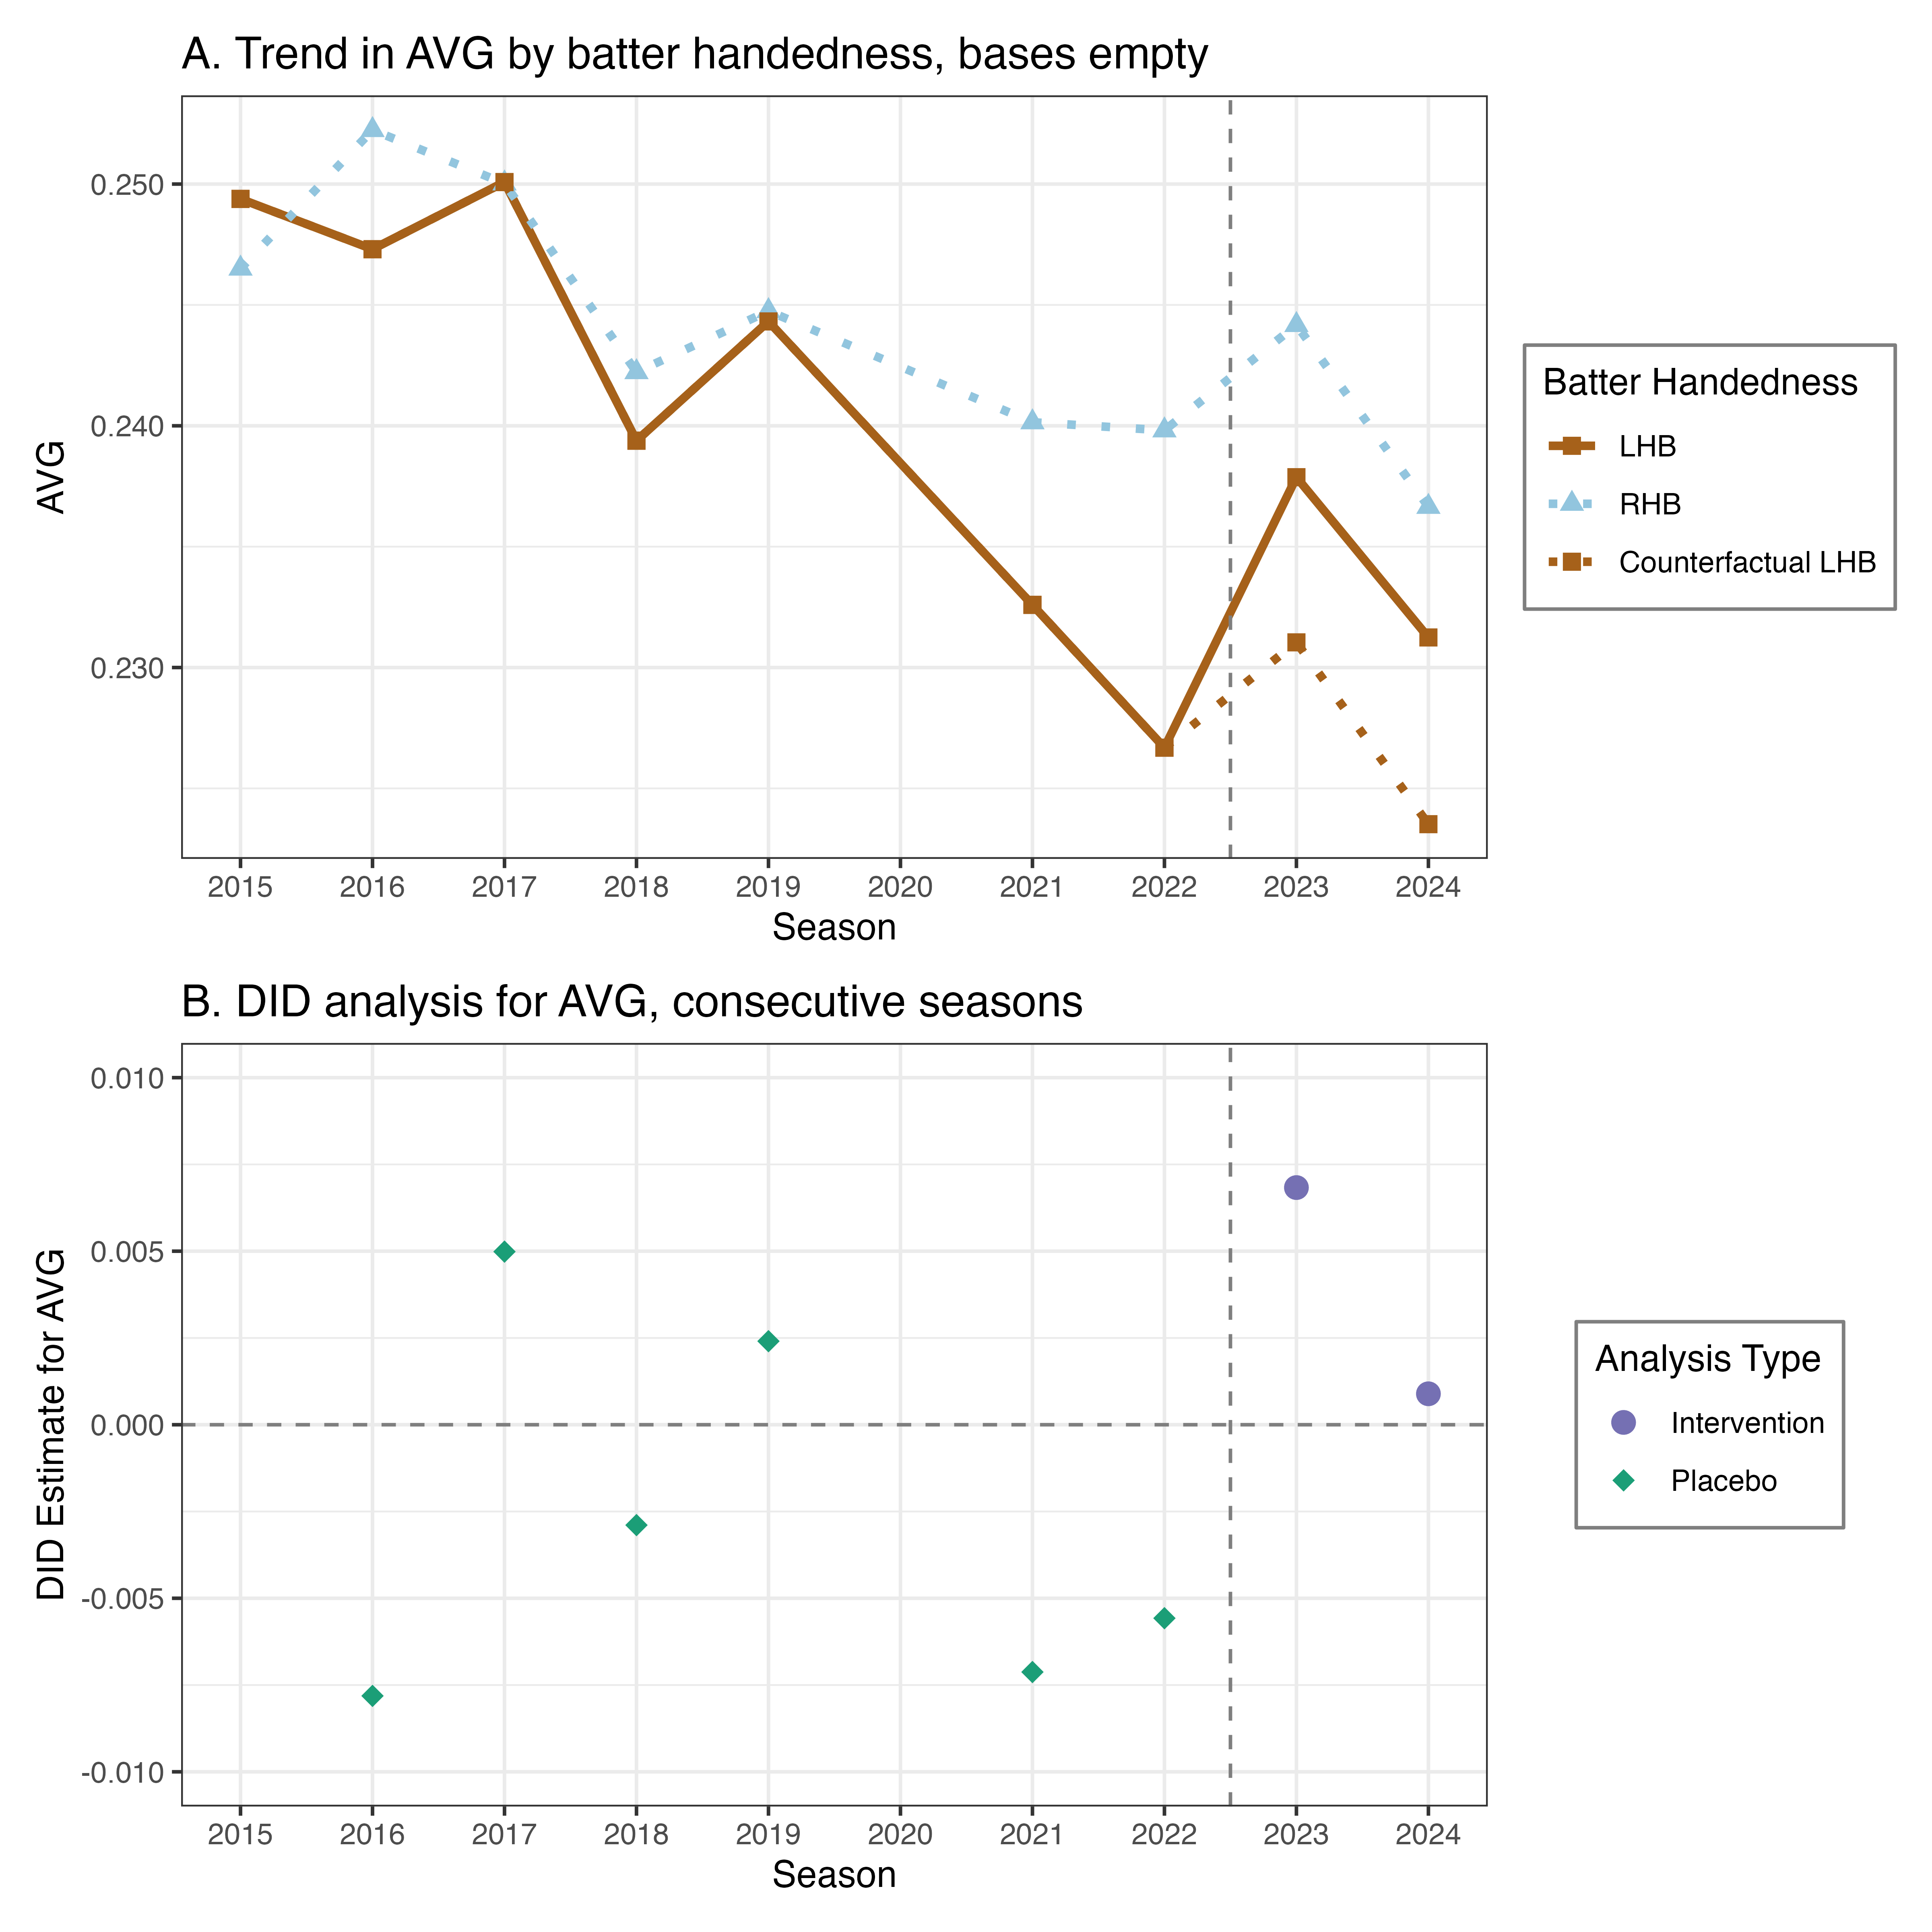 A. Trend in AVG by batter handedness, bases empty
0.250
0.240
0.230
AVG
2015 2016 2017 2018 2019 2020 2021 2022 2023 2024
Season
Batter Handedness
LHB
RHB
Counterfactual LHB
B. DID analysis for AVG, consecutive seasons
0.010
0.005
0.000
-0.005
-0.010
DID Estimate for AVG
2015 2016 2017 2018 2019 2020 2021 2022 2023 2024
Season
Analysis Type
Intervention
Placebo